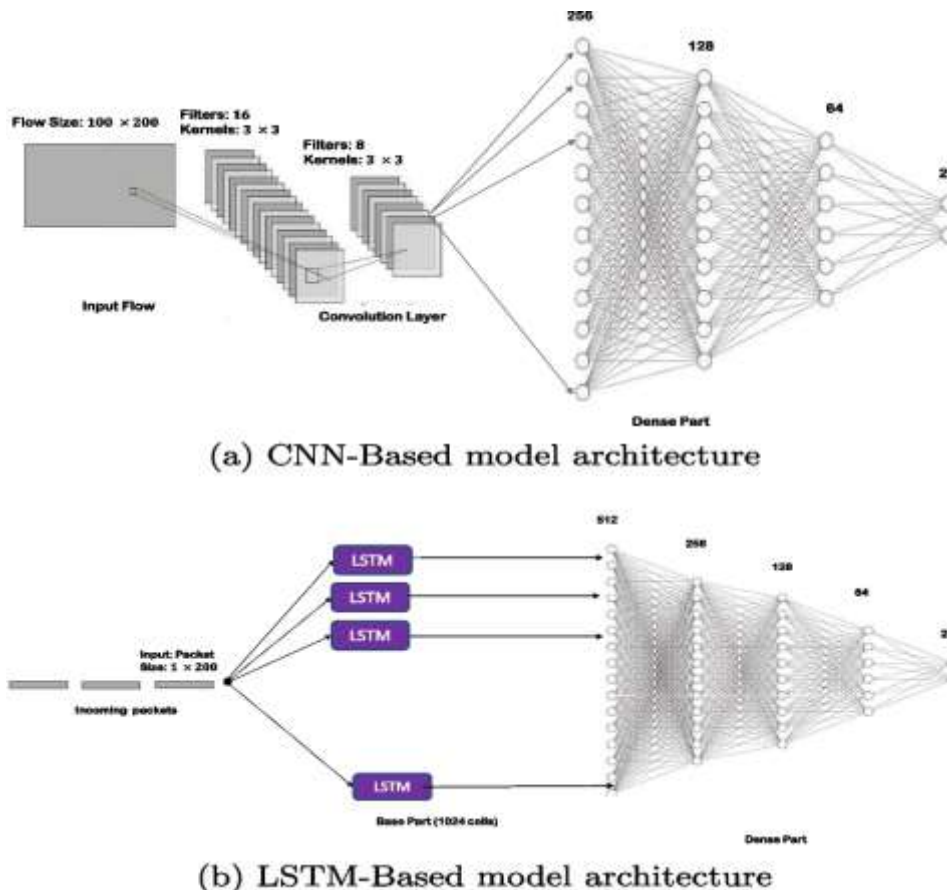 256
128
64
2
Flow Size: 100 × 200
Filters: 16
Kernels: 3 × 3
Filters: 8
Kernels: 3 × 3
Input Flow
Convolution Layer
Dense Part
(a) CNN-Based model architecture
512
256
128
64
2
LSTM
LSTM
LSTM
Input: Packet
Size: 1 × 200
Incoming packets
LSTM
Base Part (1024 cells)
Dense Part
(b) LSTM-Based model architecture